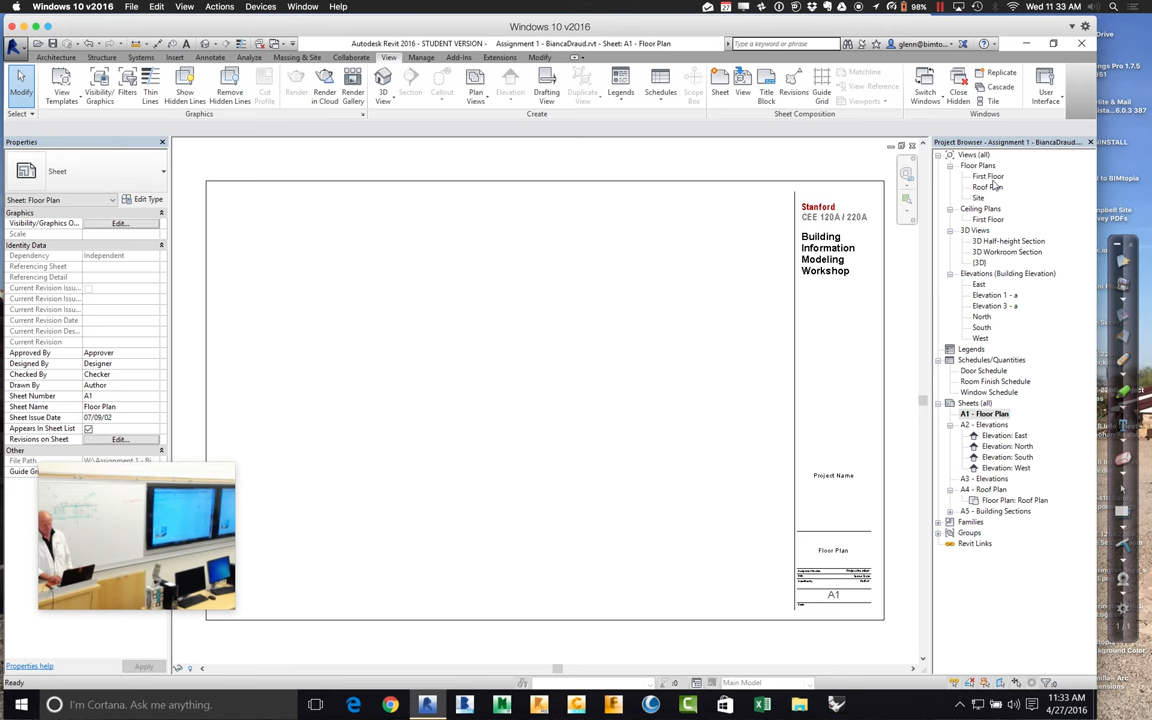 Windows 10 v2016 File Edit View Actions Devices Window Help 98% Wed 11 33 AM
Windows 10 v2016
Autodesk Revit 2016 - STUDENT VERSION - Assignment 1 - BiancaDraud.rvt - Sheet: A1 - Floor Plan Type a keyword or phrase glenn@bimto...
Architecture Structure Systems Insert Annotate Analyze Massing & Site Collaborate View Manage Add-Ins Extensions Modify
Modify
View Templates
Visibility/ Graphics
Filters
Thin Lines
Show Hidden Lines
Remove Hidden Lines
Cut Profile
Render
Render in Cloud
Render Gallery
3D View
Section
Callout
Plan Views
Elevation
Drafting View
Duplicate View
Legends
Schedules
Scope Box
Sheet
View
Title Block
Revisions
Guide Grid
Matchline
View Reference
Viewports
Switch Windows
Close Hidden
Replicate
Cascade
Tile
User Interface
Select Graphics Create Sheet Composition Windows
Properties
Sheet
Sheet: Floor Plan Edit Type
Graphics
Visibility/Graphics O... Edit...
Scale
Identity Data
Dependency Independent
Referencing Sheet
Referencing Detail
Current Revision Issu...
Current Revision Issu...
Current Revision Issu...
Current Revision Date
Current Revision Des...
Current Revision
Approved By Approver
Designed By Designer
Checked By Checker
Drawn By Author
Sheet Number A1
Sheet Name Floor Plan
Sheet Issue Date 07/09/02
Appears In Sheet List
Revisions on Sheet Edit...
Other
File Path W:\Assignment 1 - Bi...
Guide Gri
Properties help Apply
Stanford
CEE 120A / 220A
Building
Information
Modeling
Workshop
Project Name
Floor Plan
A1
Project Browser - Assignment 1 - BiancaDraud....
Views (all)
Floor Plans
First Floor
Roof Plan
Site
Ceiling Plans
First Floor
3D Views
3D Half-height Section
3D Workroom Section
{3D}
Elevations (Building Elevation)
East
Elevation 1 - a
Elevation 3 - a
North
South
West
Legends
Schedules/Quantities
Door Schedule
Room Finish Schedule
Window Schedule
Sheets (all)
A1 - Floor Plan
A2 - Elevations
Elevation: East
Elevation: North
Elevation: South
Elevation: West
A3 - Elevations
A4 - Roof Plan
Floor Plan: Roof Plan
A5 - Building Sections
Families
Groups
Revit Links
Ready :0 Main Model :0
I'm Cortana. Ask me anything. 11:33 AM
4/27/2016